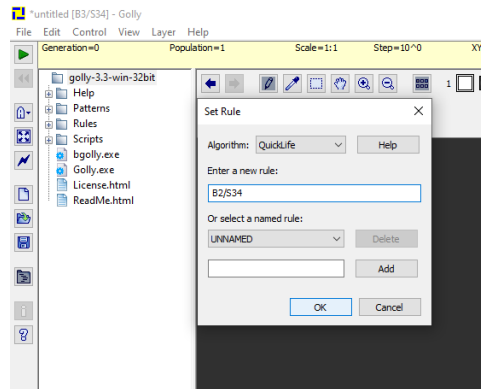 *untitled [B3/S34] - Golly
File Edit Control View Layer Help
Generation=0 Population=1 Scale=1:1 Step=10^0 XY
golly-3.3-win-32bit
Help
Patterns
Rules
Scripts
bgolly.exe
Golly.exe
License.html
ReadMe.html
1
Set Rule
Algorithm: QuickLife Help
Enter a new rule:
B2/S34
Or select a named rule:
UNNAMED Delete
Add
OK Cancel